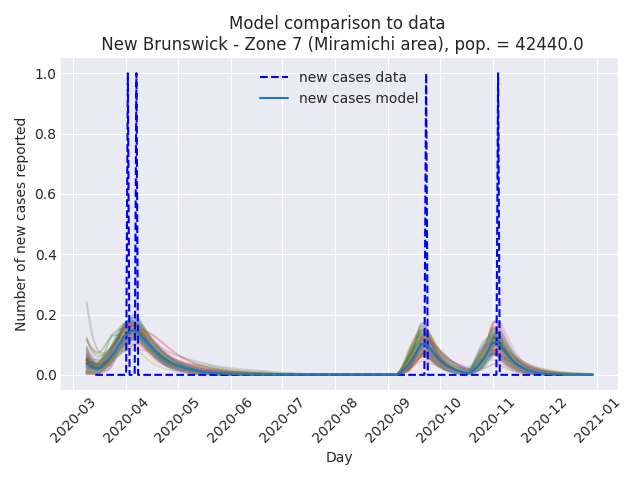 Model comparison to data
New Brunswick - Zone 7 (Miramichi area), pop. = 42440.0
new cases data
new cases model
Number of new cases reported
1.0
0.8
0.6
0.4
0.2
0.0
2020-03
2020-04
2020-05
2020-06
2020-07
2020-08
2020-09
2020-10
2020-11
2020-12
2021-01
Day